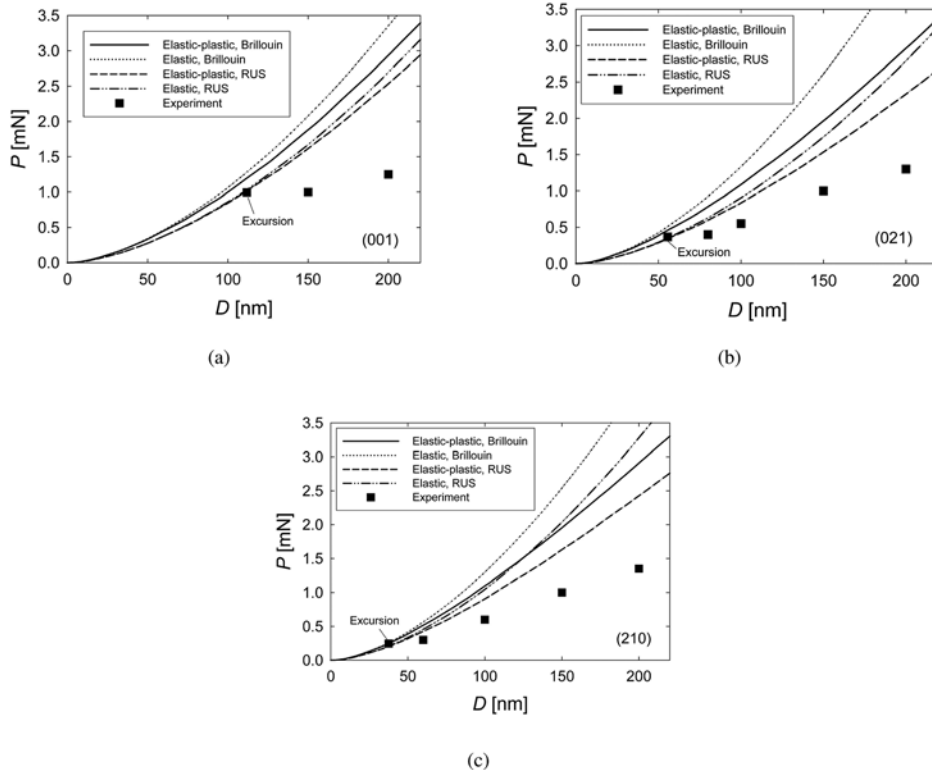 3.5
3.0
2.5
2.0
1.5
1.0
0.5
0.0
P [mN]
Elastic-plastic, Brillouin
Elastic, Brillouin
Elastic-plastic, RUS
Elastic, RUS
Experiment
Excursion
(001)
0 50 100 150 200
D [nm]
(a)
3.5
3.0
2.5
2.0
1.5
1.0
0.5
0.0
P [mN]
Elastic-plastic, Brillouin
Elastic, Brillouin
Elastic-plastic, RUS
Elastic, RUS
Experiment
Excursion
(021)
0 50 100 150 200
D [nm]
(b)
3.5
3.0
2.5
2.0
1.5
1.0
0.5
0.0
P [mN]
Elastic-plastic, Brillouin
Elastic, Brillouin
Elastic-plastic, RUS
Elastic, RUS
Experiment
Excursion
(210)
0 50 100 150 200
D [nm]
(c)